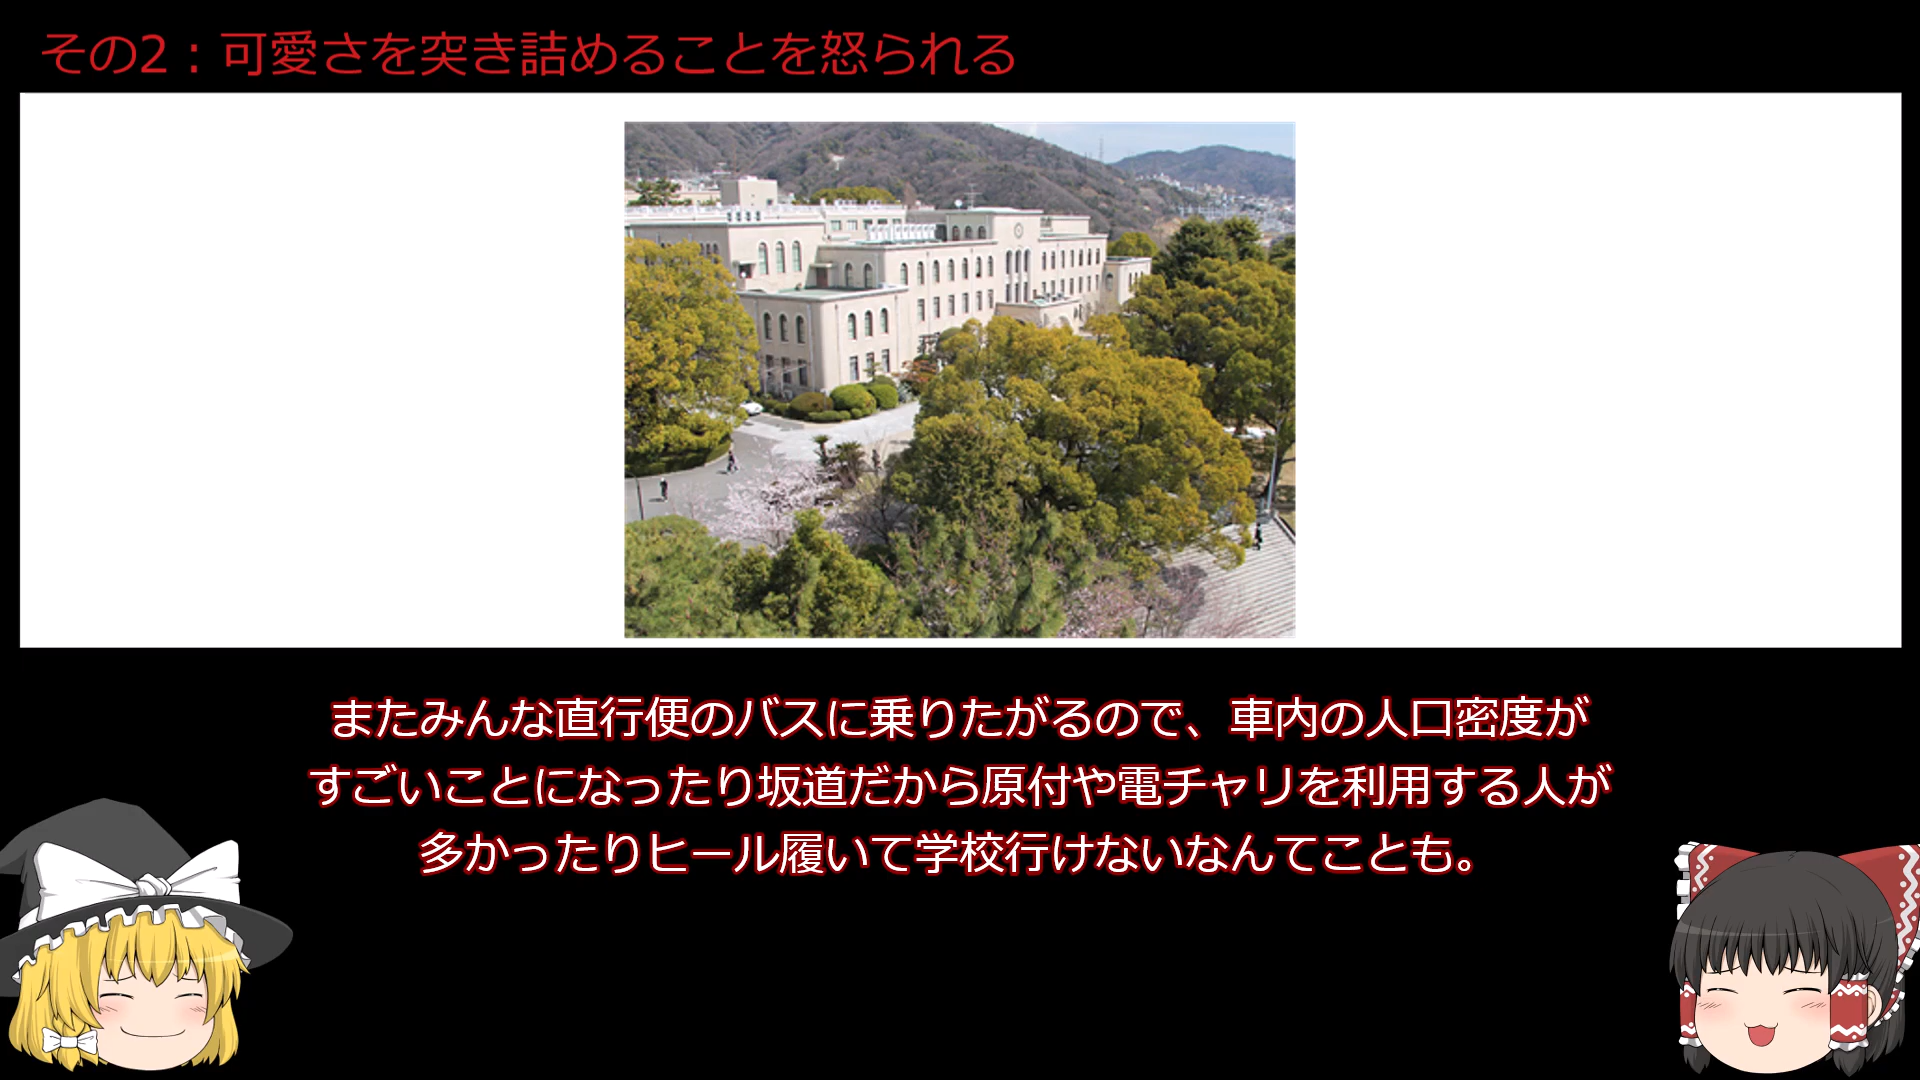 その2：可愛さを突き詰めることを怒られる
またみんな直行便のバスに乗りたがるので、車内の人口密度が
すごいことになったり坂道だから原付や電チャリを利用する人が
多かったりヒール履いて学校行けないなんてことも。